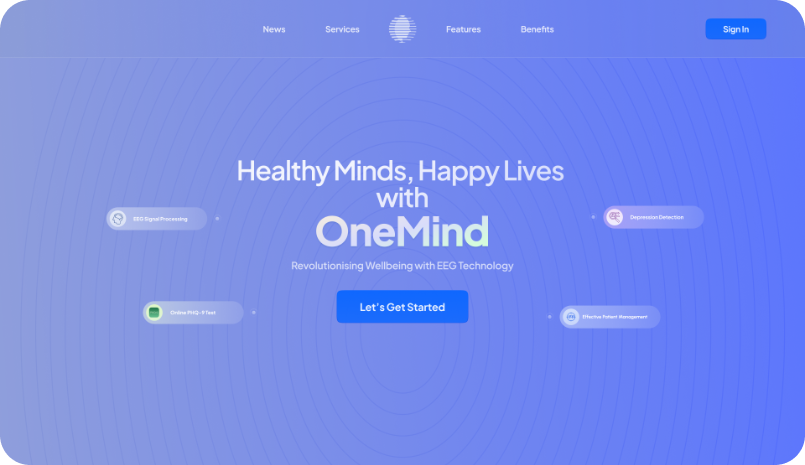 News
Services
Features
Benefits
Sign In
Healthy Minds, Happy Lives
with
OneMind
Revolutionising Wellbeing with EEG Technology
Let's Get Started
EEG Signal Processing
Depression Detection
Online PHQ-9 Test
Effective Patient Management